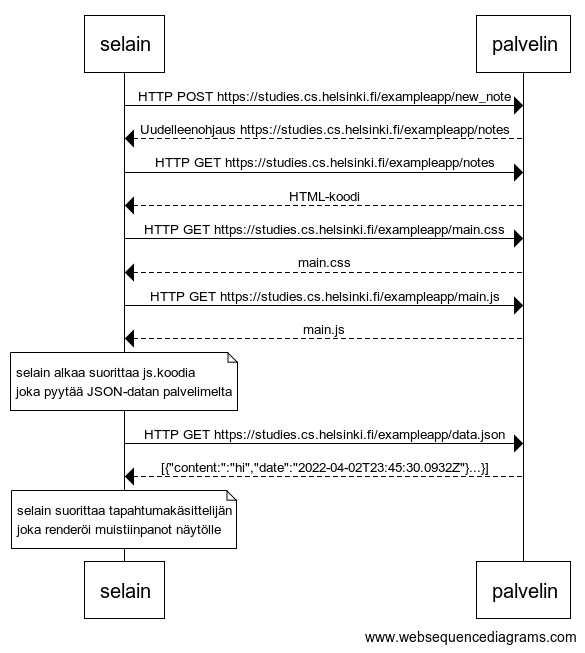 selain
palvelin
HTTP POST https://studies.cs.helsinki.fi/exampleapp/new_note
Uudelleenohjaus https://studies.cs.helsinki.fi/exampleapp/notes
HTTP GET https://studies.cs.helsinki.fi/exampleapp/notes
HTML-koodi
HTTP GET https://studies.cs.helsinki.fi/exampleapp/main.css
main.css
HTTP GET https://studies.cs.helsinki.fi/exampleapp/main.js
main.js
selain alkaa suorittaa js.koodia
joka pyytää JSON-datan palvelimelta
HTTP GET https://studies.cs.helsinki.fi/exampleapp/data.json
[{"content:":"hi","date":"2022-04-02T23:45:30.0932Z"}...}]
selain suorittaa tapahtumakäsittelijän
joka renderöi muistiinpanot näytölle
selain
palvelin
www.websequencediagrams.com